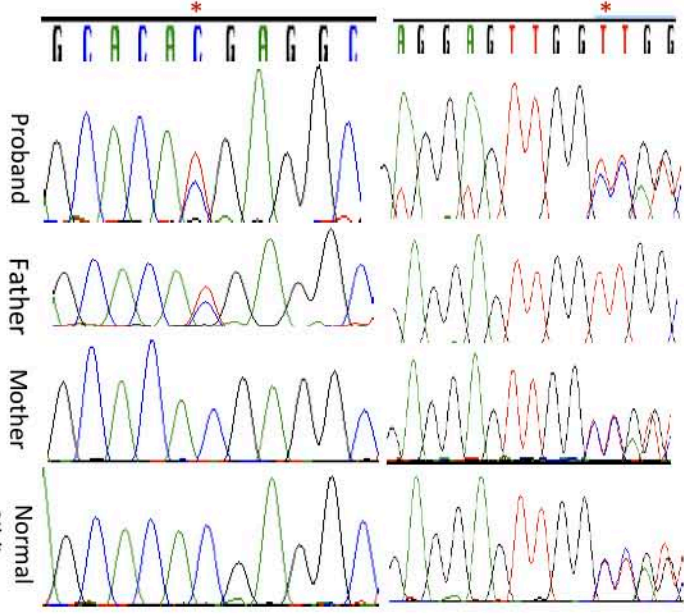 * *
G C A C A C G A G G C A G G A G T T G G T T G G
Proband
Father
Mother
Normal